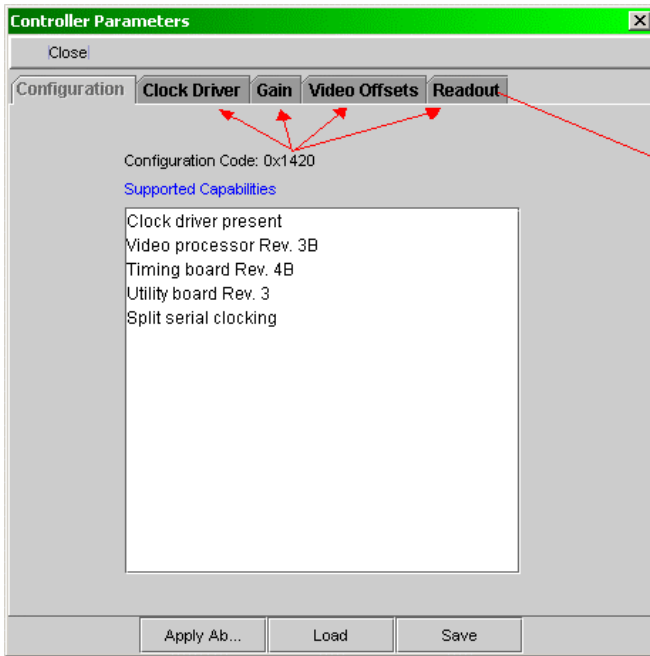 Controller Parameters
Close
Configuration Clock Driver Gain Video Offsets Readout
Configuration Code: 0x1420
Supported Capabilities
Clock driver present
Video processor Rev. 3B
Timing board Rev. 4B
Utility board Rev. 3
Split serial clocking
Apply Ab... Load Save